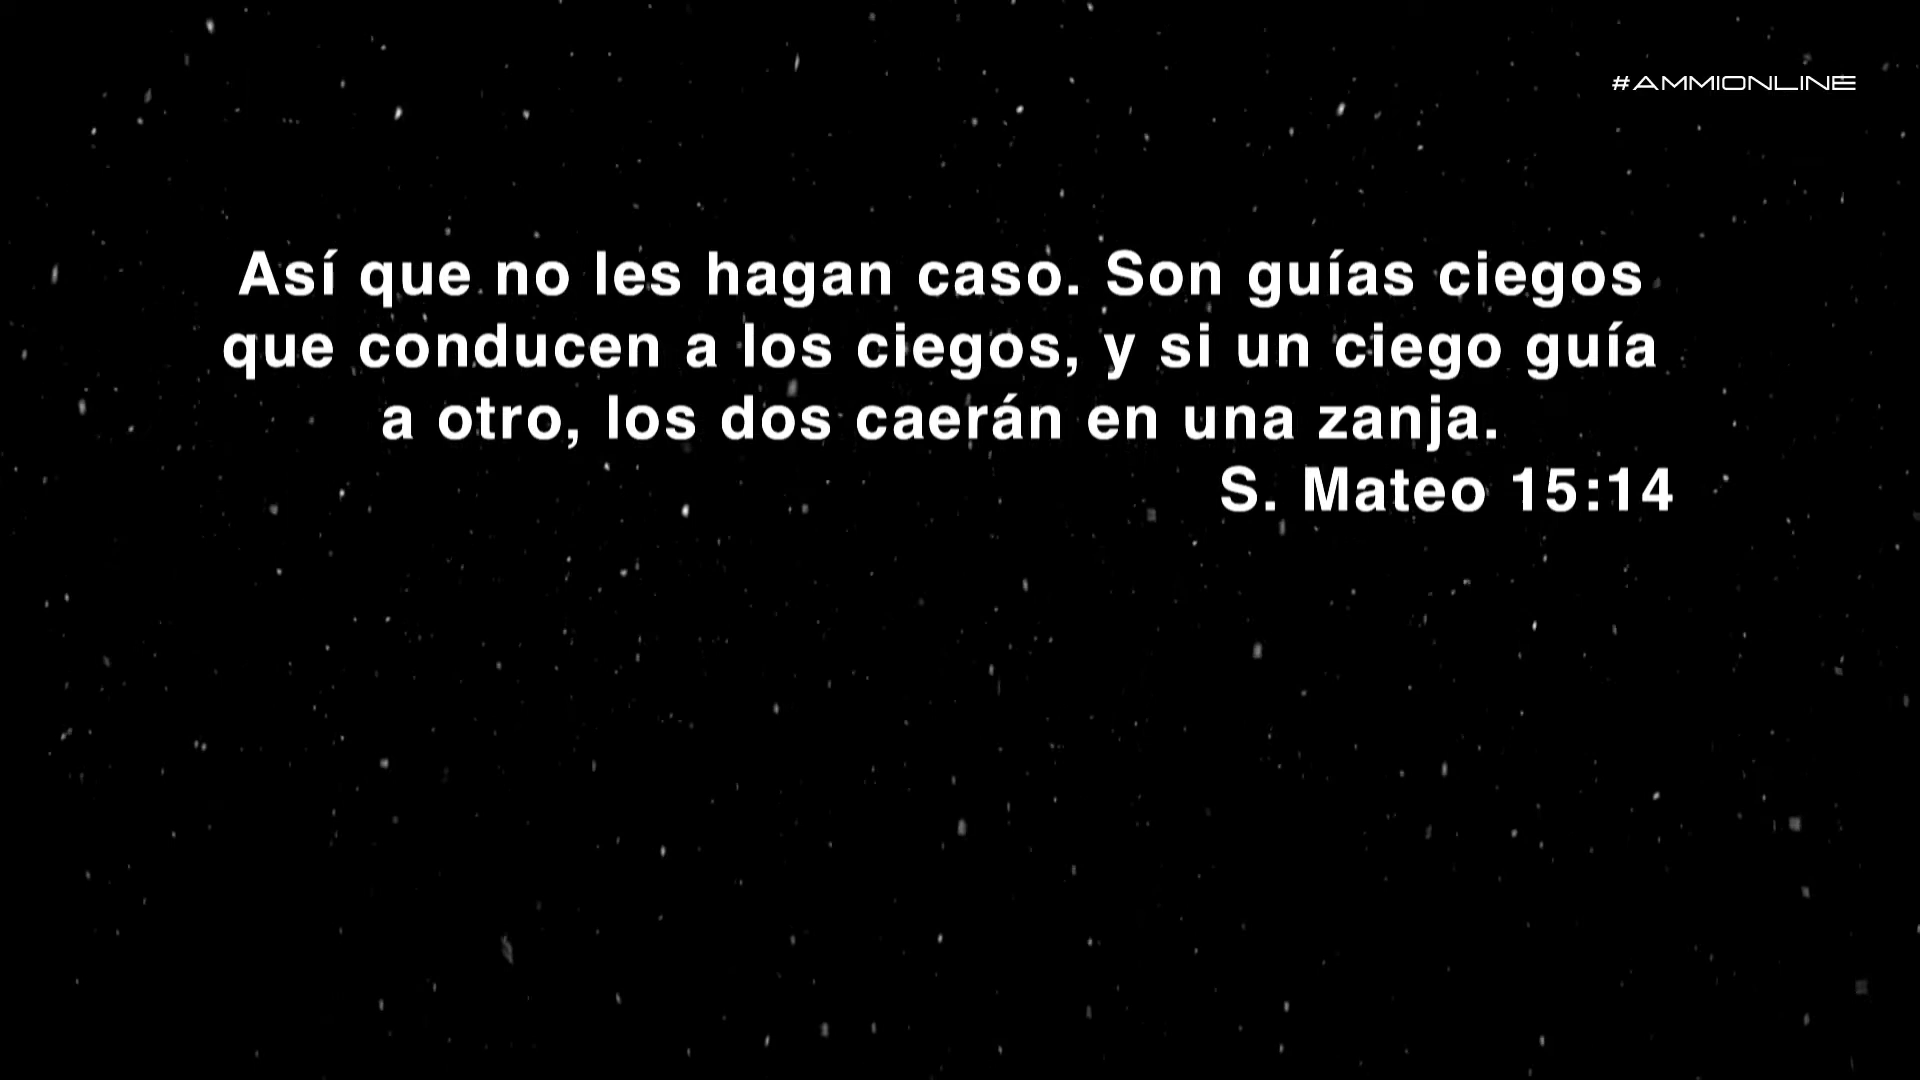 #AMMIONLINE
Así que no les hagan caso. Son guías ciegos
que conducen a los ciegos, y si un ciego guía
a otro, los dos caerán en una zanja.
S. Mateo 15:14